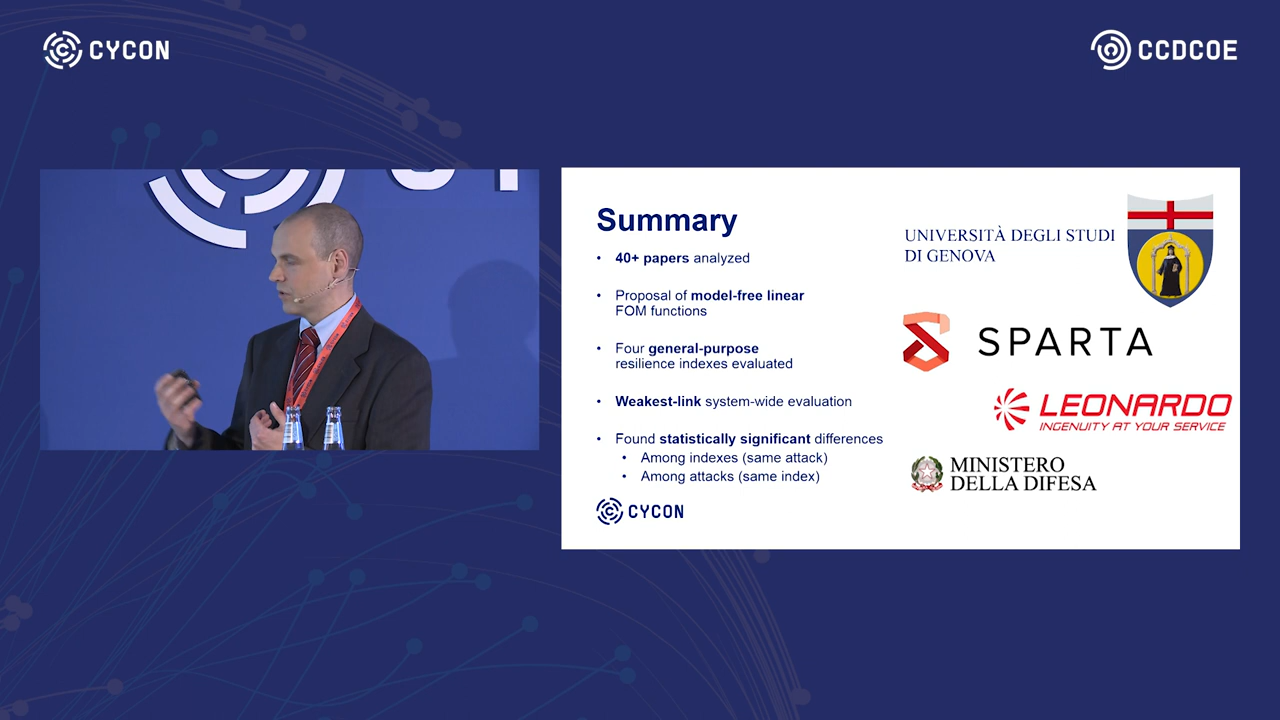 CYCON
CCDCOE
Summary
• 40+ papers analyzed
• Proposal of model-free linear
FOM functions
• Four general-purpose
resilience indexes evaluated
• Weakest-link system-wide evaluation
• Found statistically significant differences
• Among indexes (same attack)
• Among attacks (same index)
CYCON
UNIVERSITÀ DEGLI STUDI
DI GENOVA
SPARTA
LEONARDO
INGENUITY AT YOUR SERVICE
MINISTERO
DELLA DIFESA